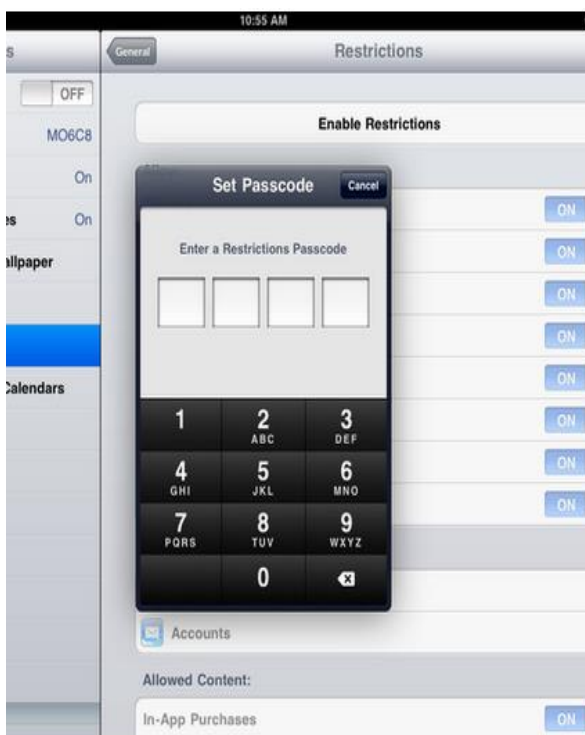 10:55 AM
s
General
Restrictions
OFF
MO6C8
On
es On
allpaper
Calendars
Enable Restrictions
Set Passcode
Cancel
Enter a Restrictions Passcode
1
2
ABC
3
DEF
4
GHI
5
JKL
6
MNO
7
PQRS
8
TUV
9
WXYZ
0
ON
ON
ON
ON
ON
ON
ON
ON
Accounts
Allowed Content:
In-App Purchases
ON